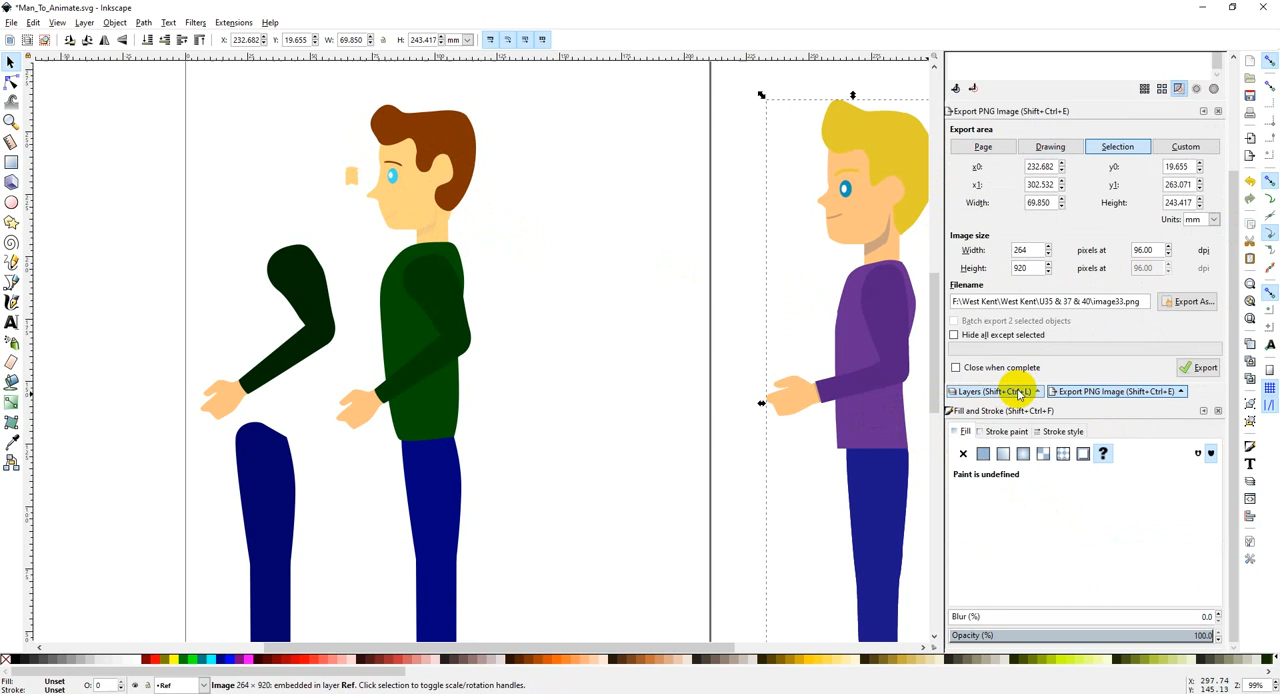 *Man_To_Animate.svg - Inkscape
File Edit View Layer Object Path Text Filters Extensions Help
X: 232.682 Y: 19.655 W: 69.850 H: 243.417 mm
Export PNG Image (Shift+Ctrl+E)
Export area
Page Drawing Selection Custom
x0: 232.682 y0: 19.655
x1: 302.532 y1: 263.071
Width: 69.850 Height: 243.417
Units: mm
Image size
Width: 264 pixels at 96.00 dpi
Height: 920 pixels at 96.00
Filename
F:\West Kent\West Kent\U35 & 37 & 40\image33.png Export As...
Batch export 2 selected objects
Hide all except selected
Close when complete Export
Layers (Shift+Ctrl+L) Export PNG Image (Shift+Ctrl+E)
Fill and Stroke (Shift+Ctrl+F)
Fill Stroke paint Stroke style
Paint is undefined
Blur (%) 0.0
Opacity (%) 100.0
Fill: Unset
Stroke: Unset
O: 0 •Ref Image 264 × 920: embedded in layer Ref. Click selection to toggle scale/rotation handles.
X: 297.74
Y: 145.13
Z: 99%